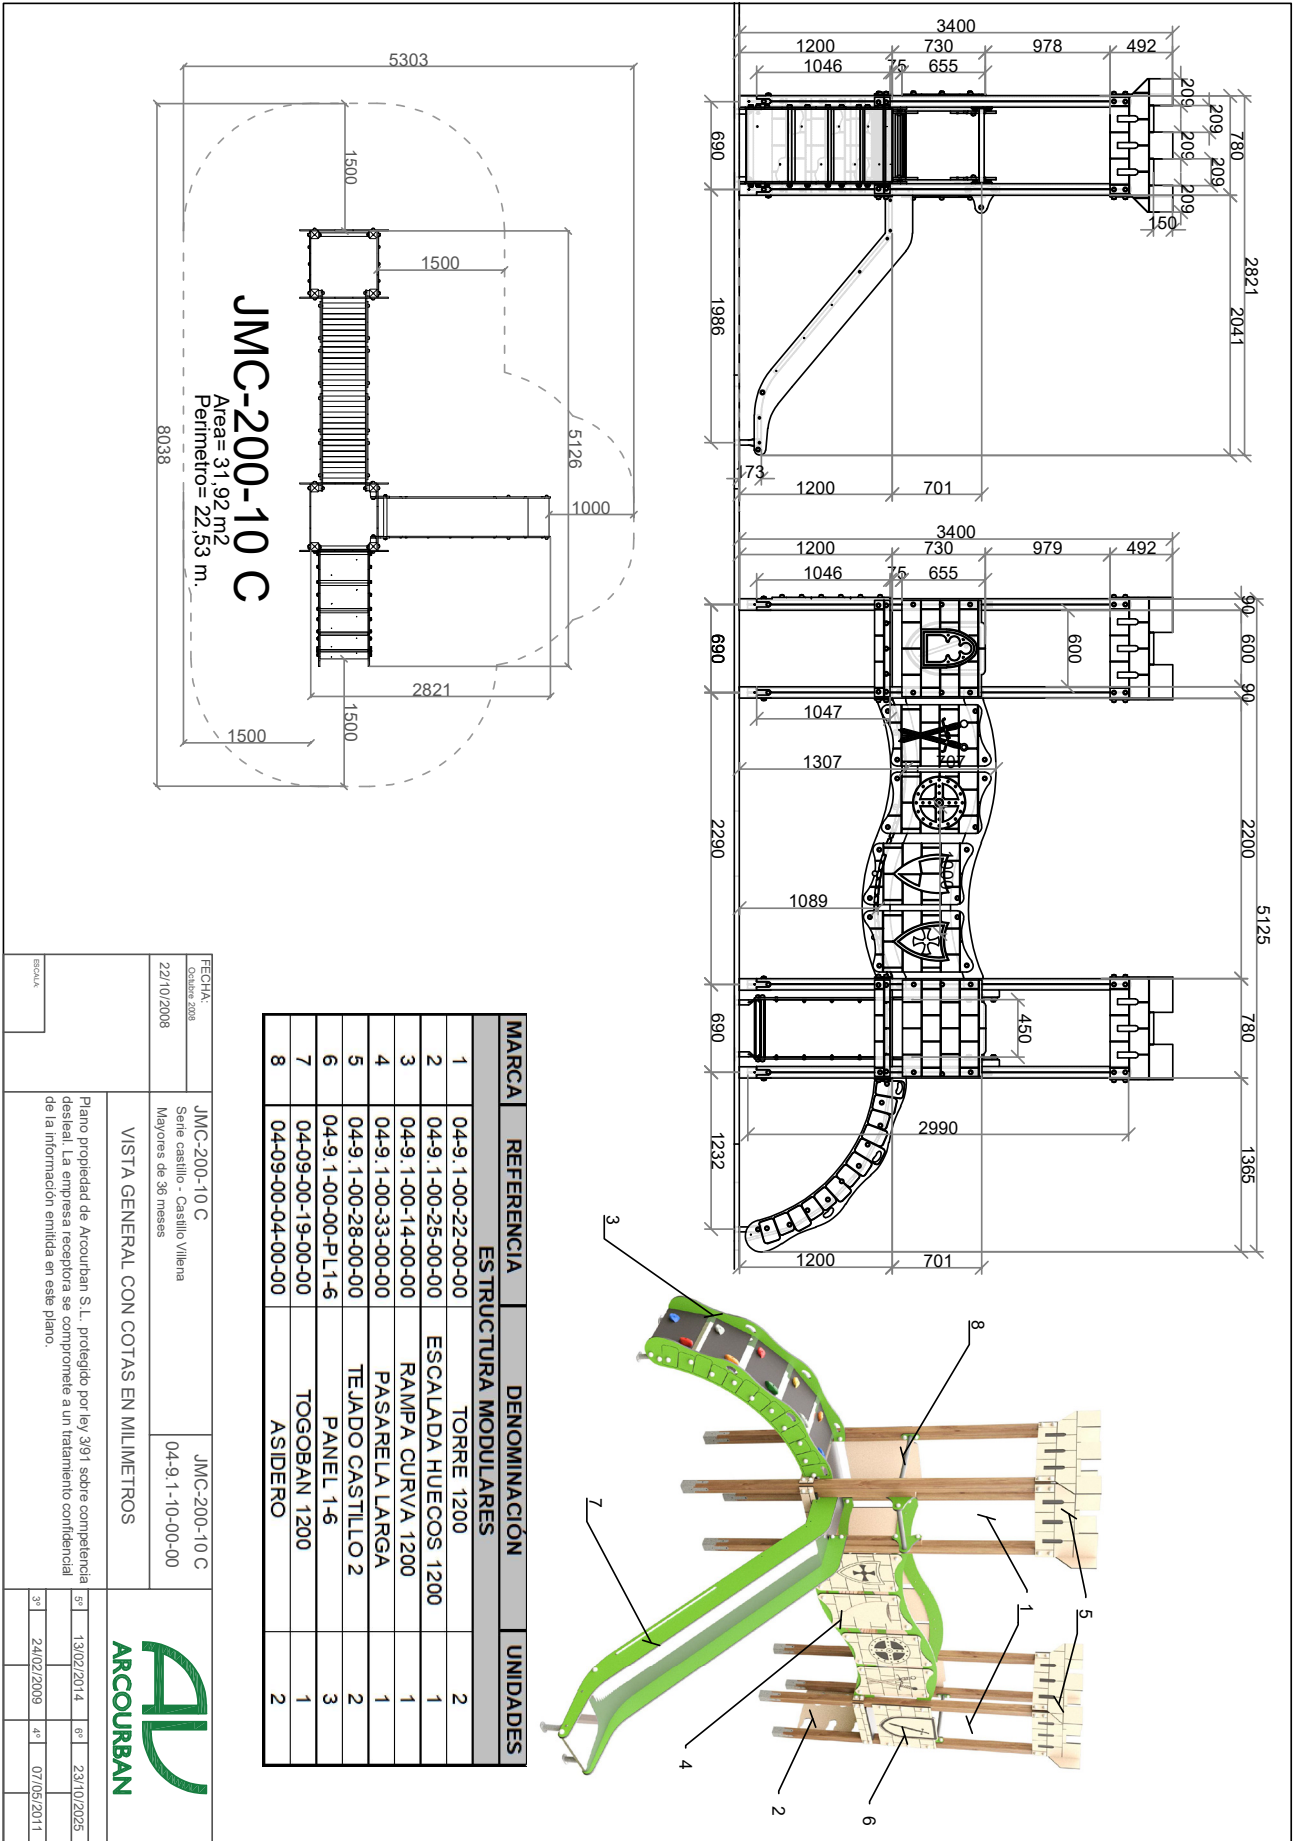 3400
1200 730 978 492
1046 75 655
690
1986
209
209
209
209
209
780
150
2821
2041
173
1200 701
3400
1200 730 979 492
1046 75 655
690
690
600
90
600
90
1047
1307 707
1000
2290
2200
5125
1089
690
450
780
2990
1232
1365
1200 701
5303
1500
1500
5126
8038
1000
2821
1500
1500
JMC-200-10 C
Area= 31,92 m2
Perimetro= 22,53 m.
3
8
7
1
5
4
2
6
MARCA REFERENCIA DENOMINACIÓN UNIDADES
ESTRUCTURA MODULARES
1 04-9.1-00-22-00-00 TORRE 1200 2
2 04-9.1-00-25-00-00 ESCALADA HUECOS 1200 1
3 04-9.1-00-14-00-00 RAMPA CURVA 1200 1
4 04-9.1-00-33-00-00 PASARELA LARGA 1
5 04-9.1-00-28-00-00 TEJADO CASTILLO 2 2
6 04-9.1-00-00-PL1-6 PANEL 1-6 3
7 04-09-00-19-00-00 TOGOBAN 1200 1
8 04-09-00-04-00-00 ASIDERO 2
FECHA:
Octubre 2008
22/10/2008
ESCALA:
JMC-200-10 C
Serie castillo - Castillo Villena
Mayores de 36 meses
JMC-200-10 C
04-9.1-10-00-00
VISTA GENERAL CON COTAS EN MILIMETROS
Plano propiedad de Arcourban S.L. protegido por ley 3/91 sobre competencia
desleal. La empresa receptora se compromete a un tratamiento confidencial
de la información emitida en este plano.
ARCOURBAN
5º 13/02/2014 6º 23/10/2025
3º 24/02/2009 4º 07/05/2011